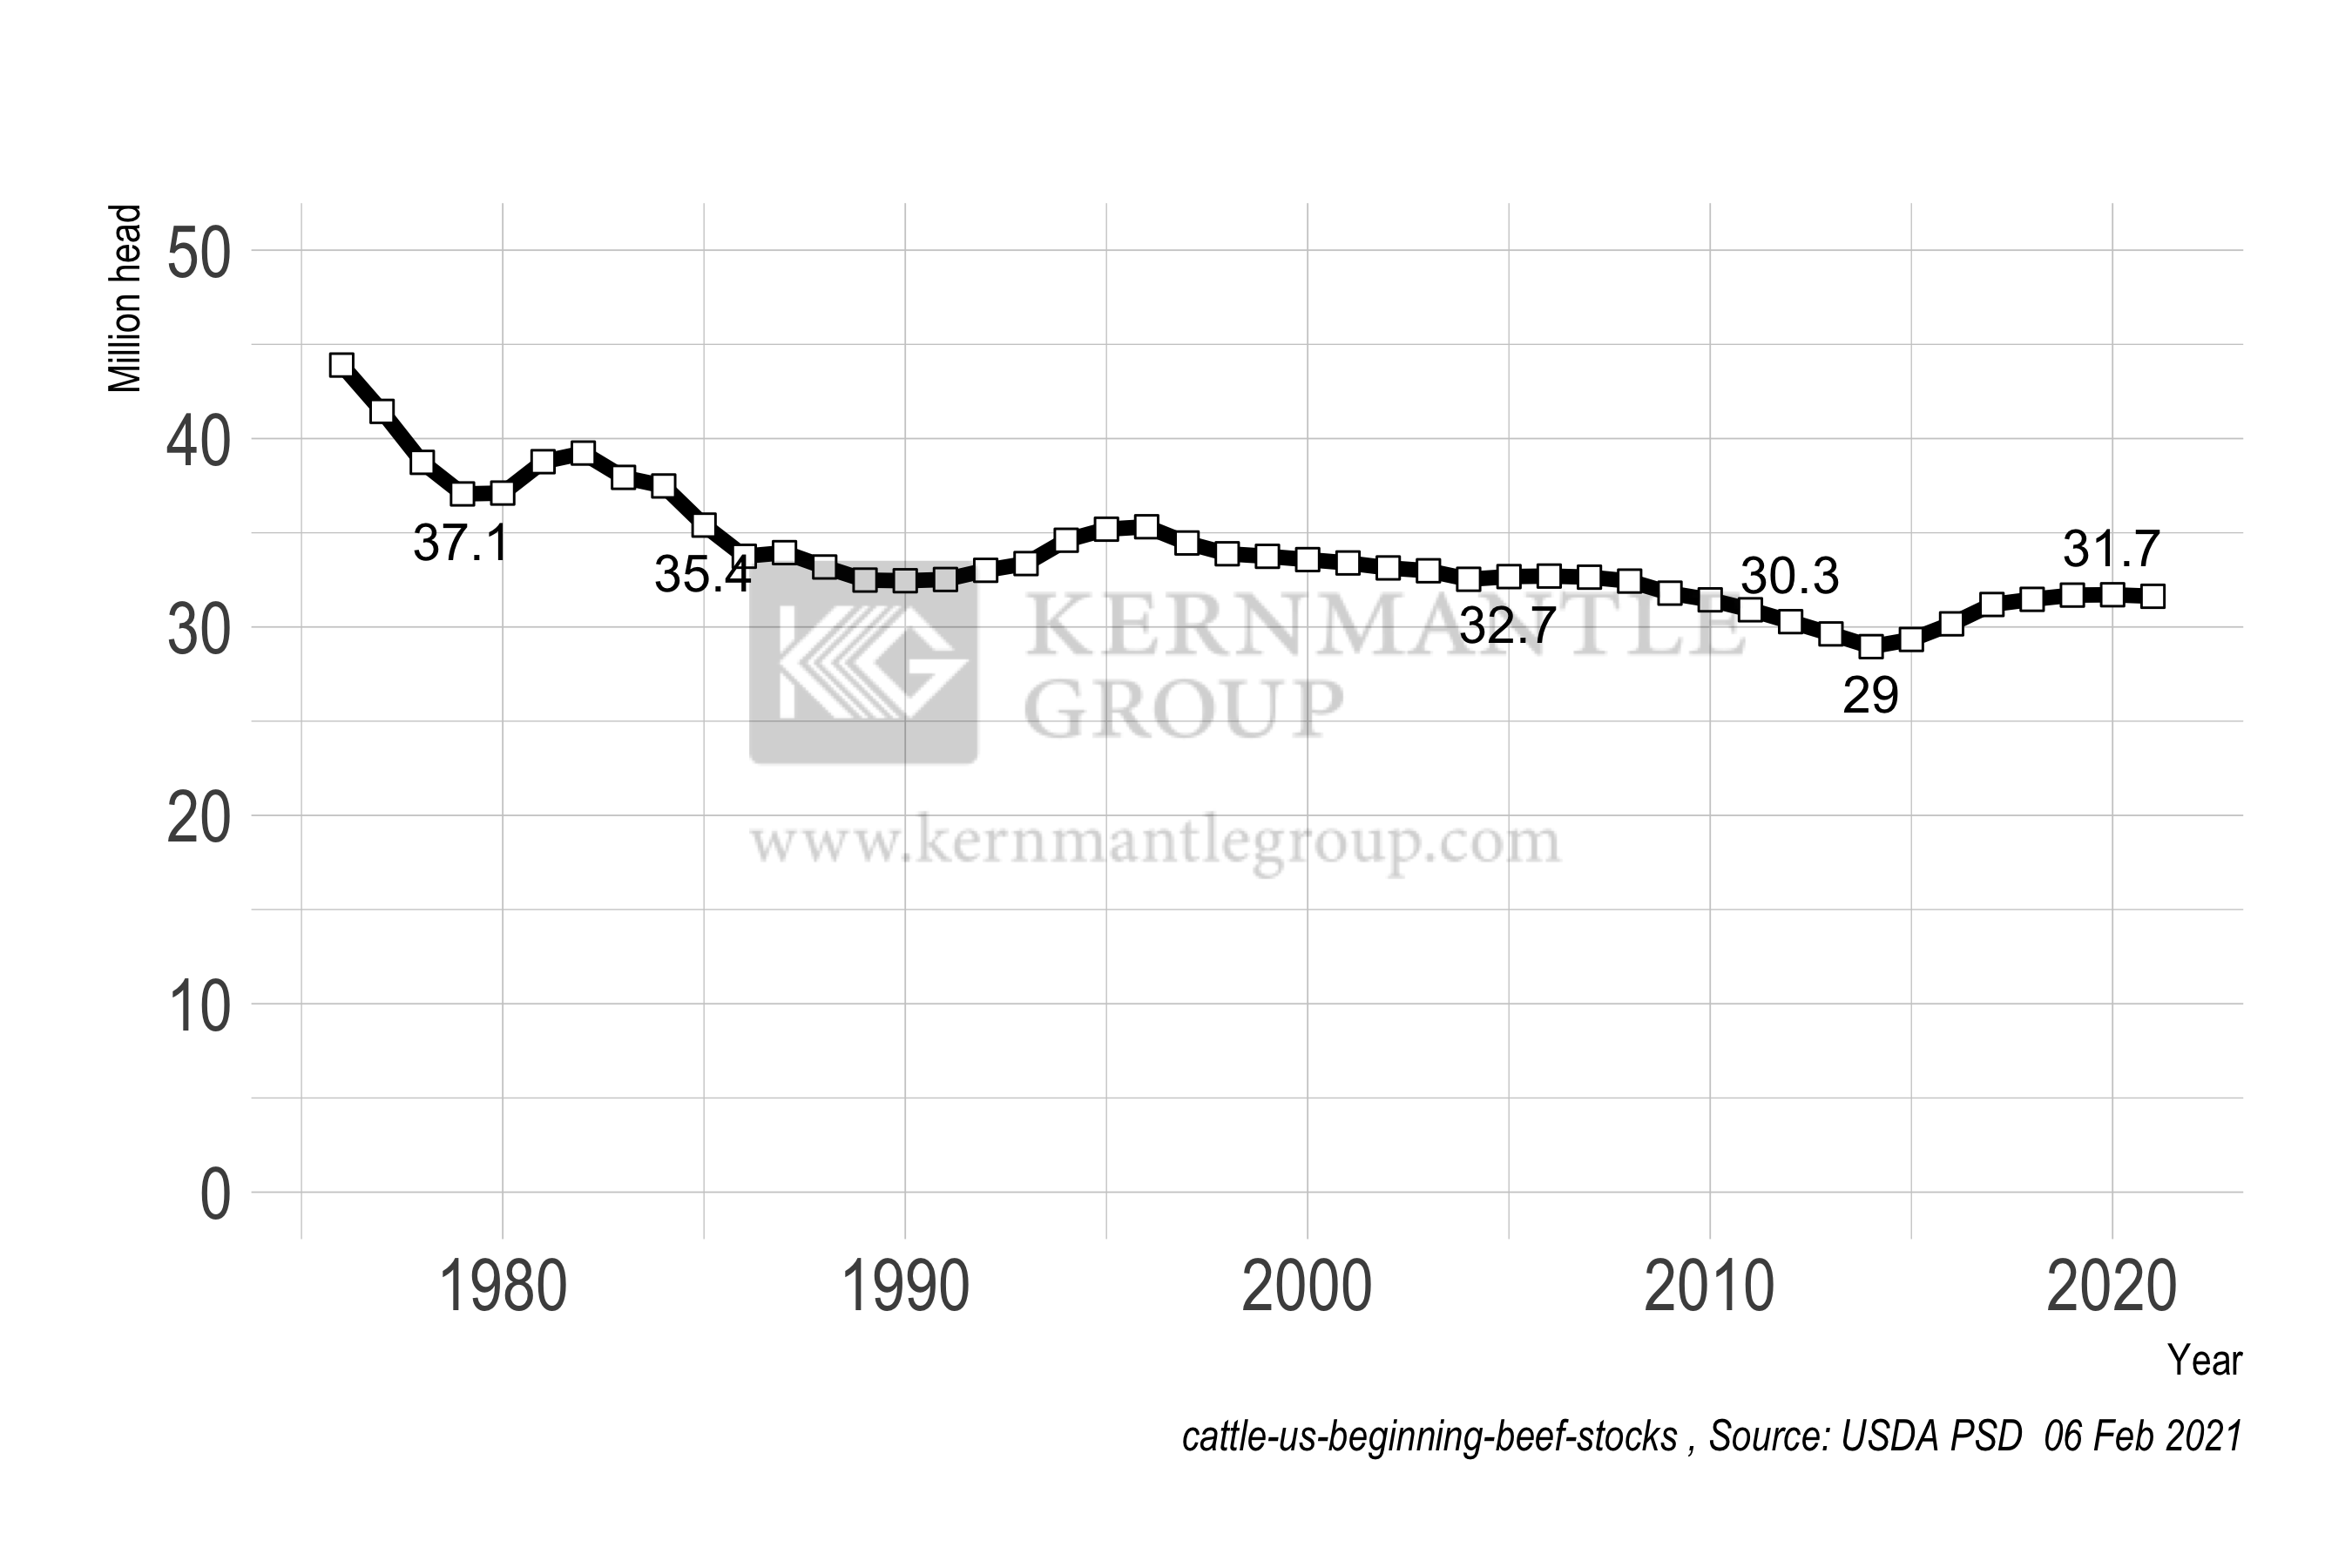 Million head
50
40
30
20
10
0
37.1
35.4
32.7
30.3
29
31.7
KG
KERNMANTLE
GROUP
www.kernmantlegroup.com
1980 1990 2000 2010 2020
Year
cattle-us-beginning-beef-stocks , Source: USDA PSD 06 Feb 2021